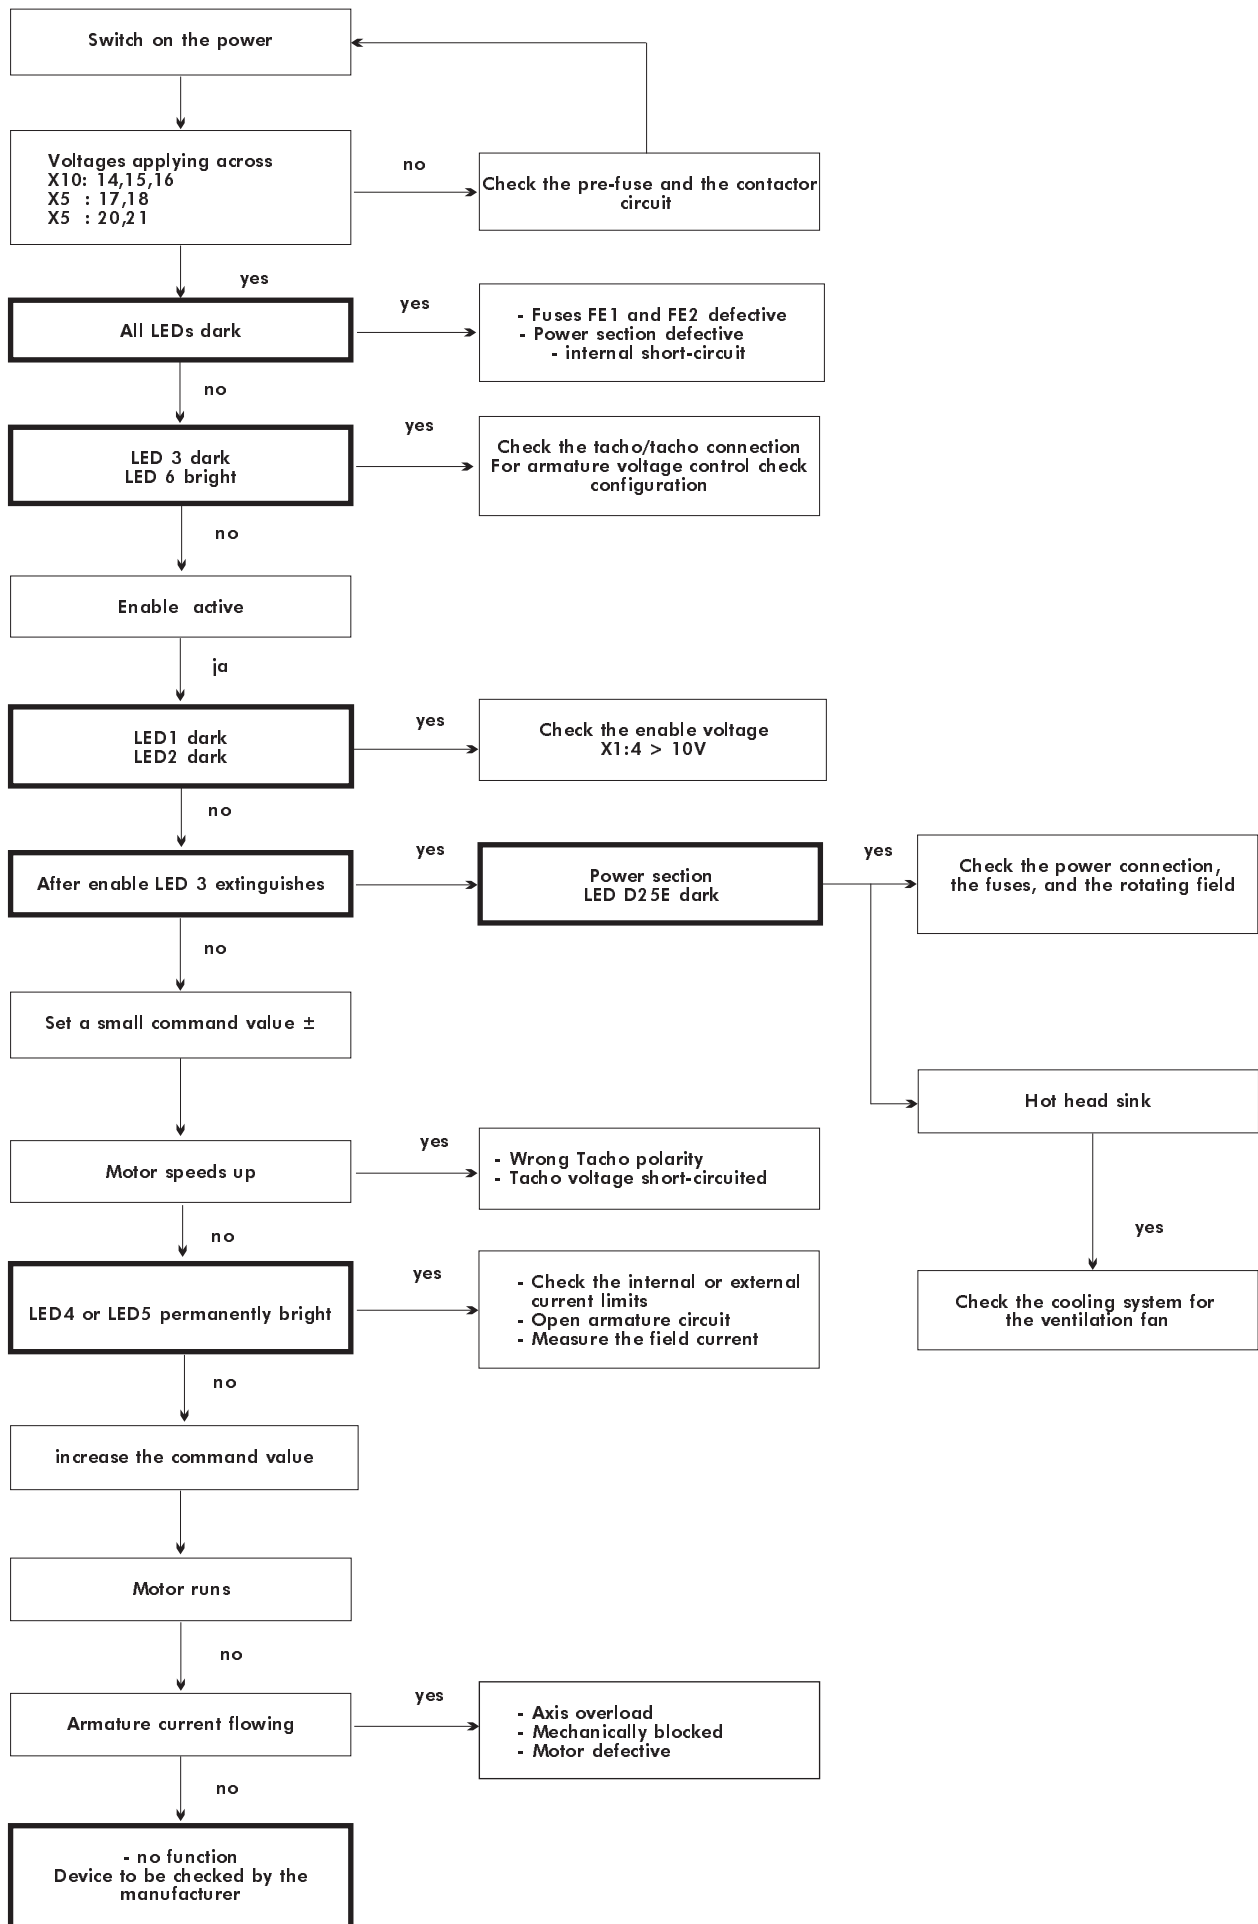 Switch on the power
Voltages applying across
X10: 14,15,16
X5 : 17,18
X5 : 20,21
no
Check the pre-fuse and the contactor
circuit
yes
All LEDs dark
yes
- Fuses FE1 and FE2 defective
- Power section defective
- internal short-circuit
no
LED 3 dark
LED 6 bright
yes
Check the tacho/tacho connection
For armature voltage control check
configuration
no
Enable active
ja
LED1 dark
LED2 dark
yes
Check the enable voltage
X1:4 > 10V
no
After enable LED 3 extinguishes
yes
Power section
LED D25E dark
yes
Check the power connection,
the fuses, and the rotating field
no
Set a small command value ±
Hot head sink
Motor speeds up
yes
- Wrong Tacho polarity
- Tacho voltage short-circuited
yes
no
LED4 or LED5 permanently bright
yes
- Check the internal or external
current limits
- Open armature circuit
- Measure the field current
Check the cooling system for
the ventilation fan
no
increase the command value
Motor runs
no
Armature current flowing
yes
- Axis overload
- Mechanically blocked
- Motor defective
no
- no function
Device to be checked by the
manufacturer